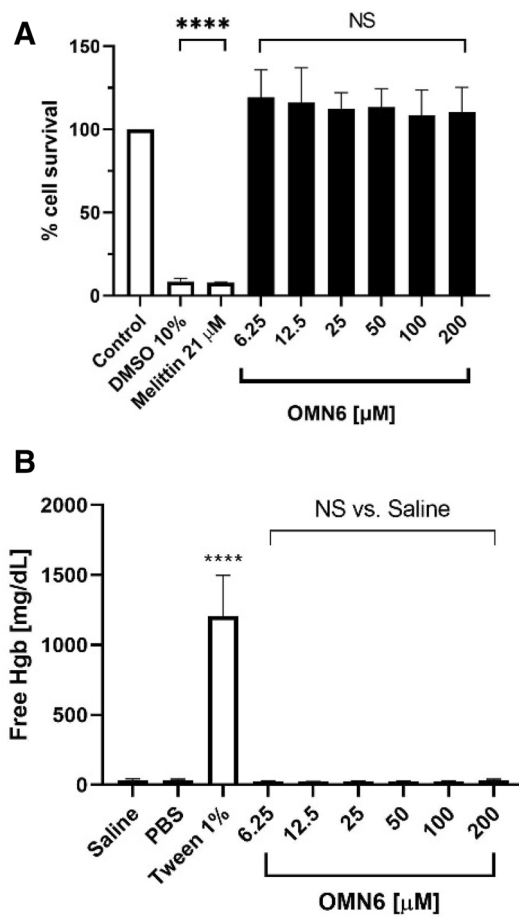 A
****
NS
% cell survival
150
100
50
0
Control
DMSO 10%
Melittin 21 µM
6.25
12.5
25
50
100
200
OMN6 [µM]
B
NS vs. Saline
****
Free Hgb [mg/dL]
2000
1500
1000
500
0
Saline
PBS
Tween 1%
6.25
12.5
25
50
100
200
OMN6 [µM]